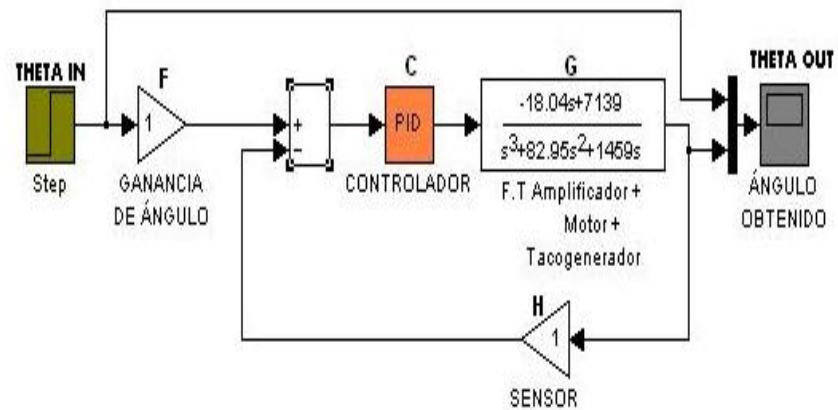 THETA IN
Step
F
1
GANANCIA
DE ÁNGULO
+
−
C
PID
CONTROLADOR
G
-18.04s+7139
s³+82.95s²+1459s
F.T Amplificador +
Motor +
Tacogenerador
H
1
SENSOR
THETA OUT
ÁNGULO
OBTENIDO